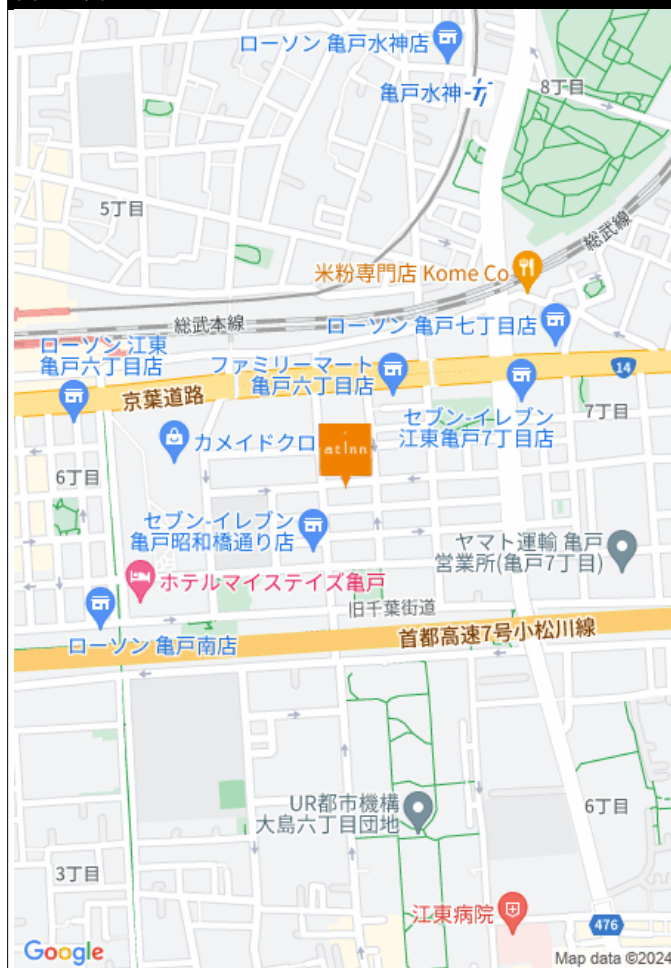 ローソン 亀戸水神店
亀戸水神
8丁目
5丁目
総武線
米粉専門店 Kome Co
総武本線
ローソン 亀戸七丁目店
ローソン 江東
亀戸六丁目店
ファミリーマート
亀戸六丁目店
14
京葉道路
セブン-イレブン
江東亀戸7丁目店
7丁目
カメイドクロ
atinn
6丁目
セブン-イレブン
亀戸昭和橋通り店
ヤマト運輸 亀戸
営業所(亀戸7丁目)
ホテルマイステイズ亀戸
旧千葉街道
ローソン 亀戸南店
首都高速7号小松川線
UR都市機構
大島六丁目団地
6丁目
3丁目
江東病院
476
Google
Map data ©2024